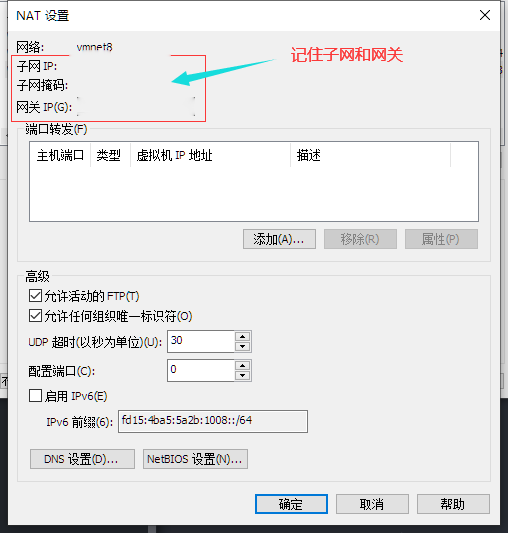 NAT 设置
网络: vmnet8
子网 IP:
子网掩码:
网关 IP(G):
记住子网和网关
端口转发(F)
主机端口 类型 虚拟机 IP 地址 描述
添加(A)... 移除(R) 属性(P)
高级
允许活动的 FTP(T)
允许任何组织唯一标识符(O)
UDP 超时(以秒为单位)(U): 30
配置端口(C): 0
启用 IPv6(E)
IPv6 前缀(6): fd15:4ba5:5a2b:1008::/64
DNS 设置(D)... NetBIOS 设置(N)...
确定 取消 帮助